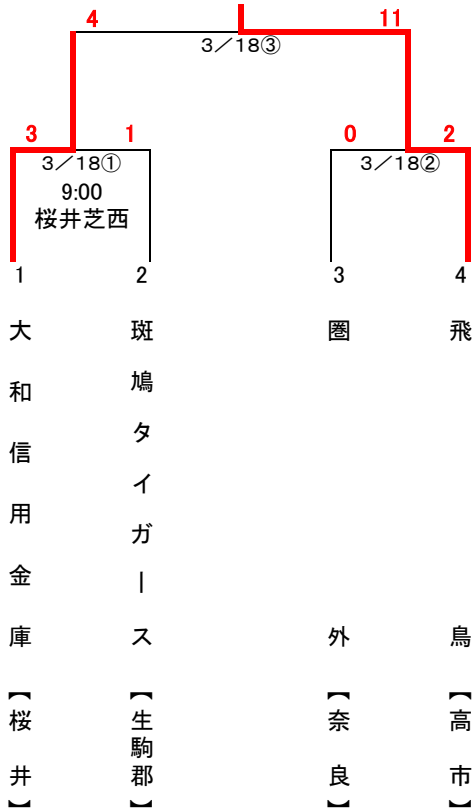 4
11
3/18③
3
1
0
2
3/18①
3/18②
9:00
桜井芝西
1
2
3
4
大和信用金庫【桜井】
斑鳩タイガース【生駒郡】
圏外【奈良】
飛鳥【高市】